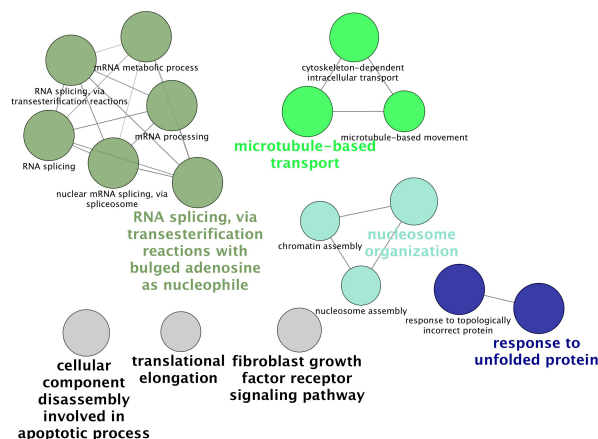 mRNA metabolic process
RNA splicing, via
transesterification reactions
mRNA processing
RNA splicing
nuclear mRNA splicing, via
spliceosome
RNA splicing, via
transesterification
reactions with
bulged adenosine
as nucleophile
cytoskeleton-dependent
intracellular transport
microtubule-based movement
microtubule-based
transport
chromatin assembly
nucleosome
organization
nucleosome assembly
response to topologically
incorrect protein
response to
unfolded protein
cellular
component
disassembly
involved in
apoptotic process
translational
elongation
fibroblast growth
factor receptor
signaling pathway